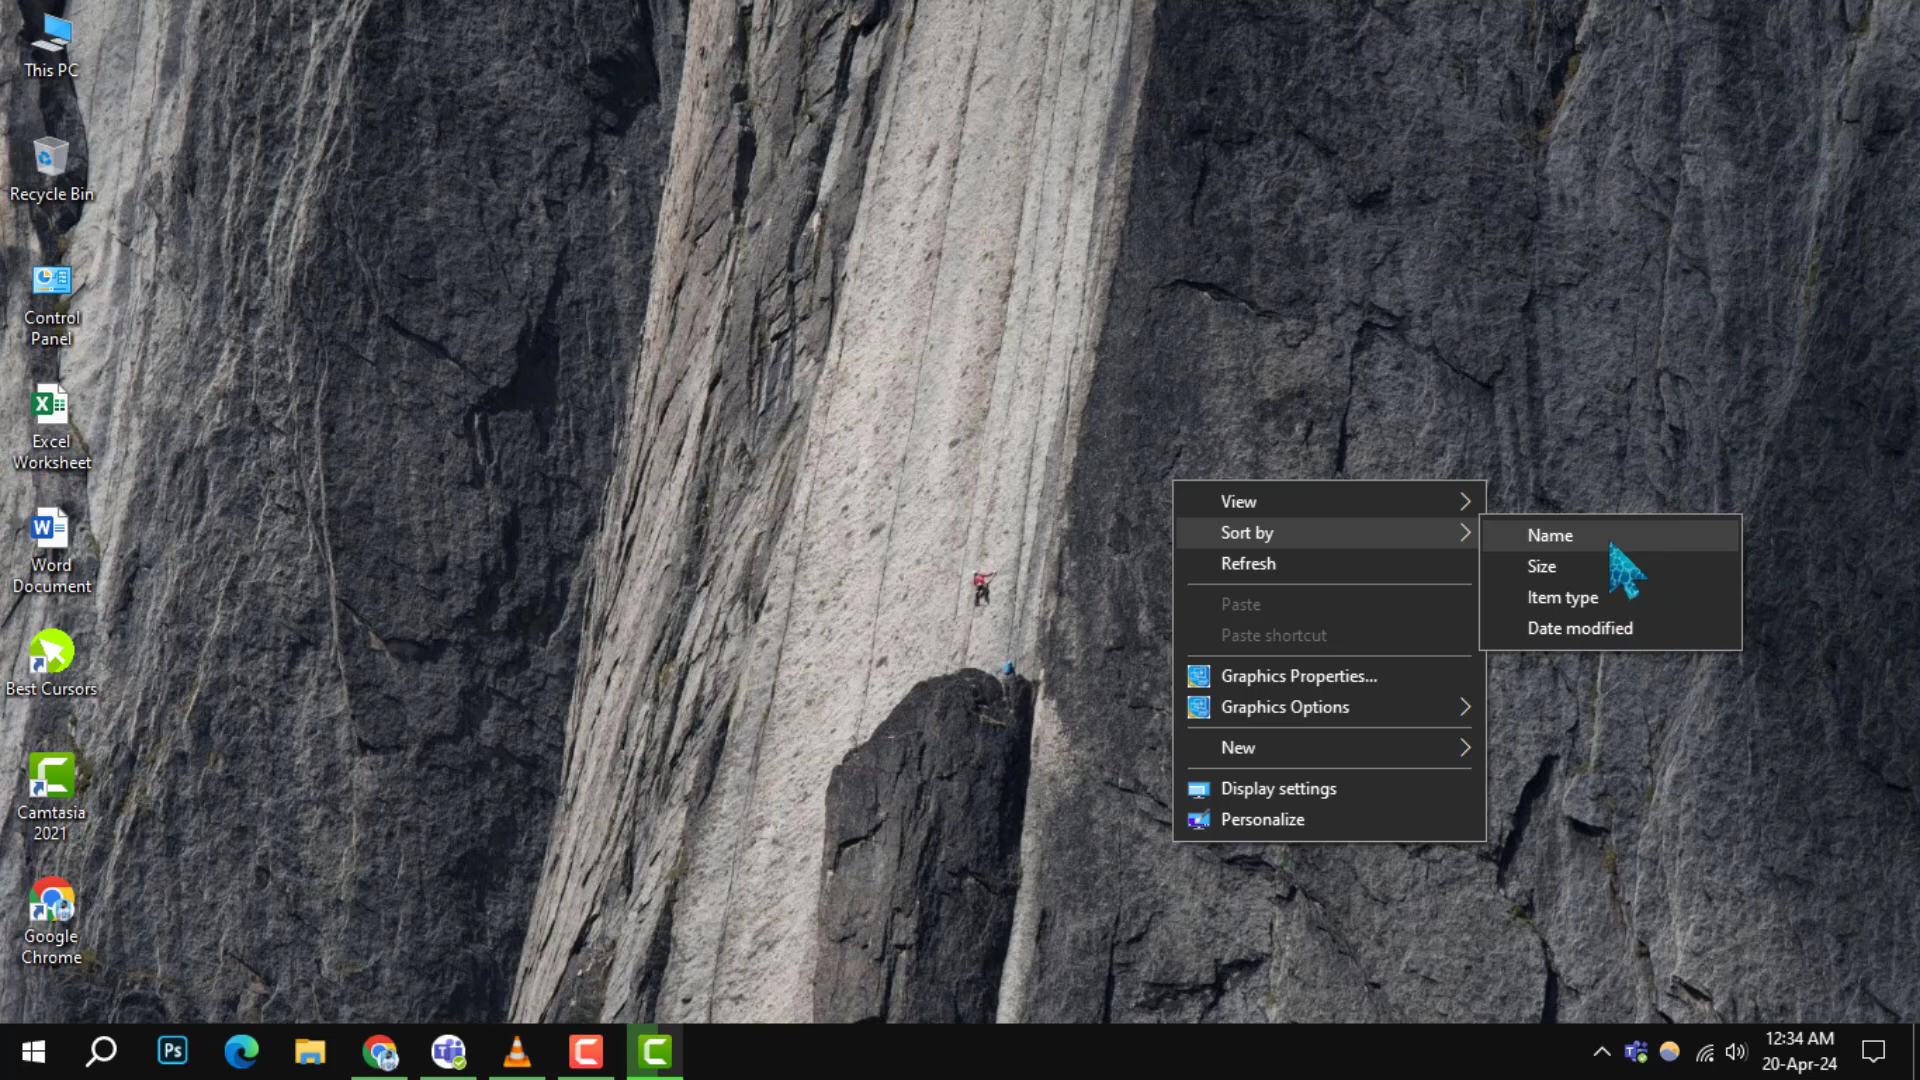 This PC
Recycle Bin
Control
Panel
Excel
Worksheet
Word
Document
Best Cursors
Camtasia
2021
Google
Chrome
View
Sort by
Refresh
Paste
Paste shortcut
Graphics Properties...
Graphics Options
New
Display settings
Personalize
Name
Size
Item type
Date modified
Ps
12:34 AM
20-Apr-24